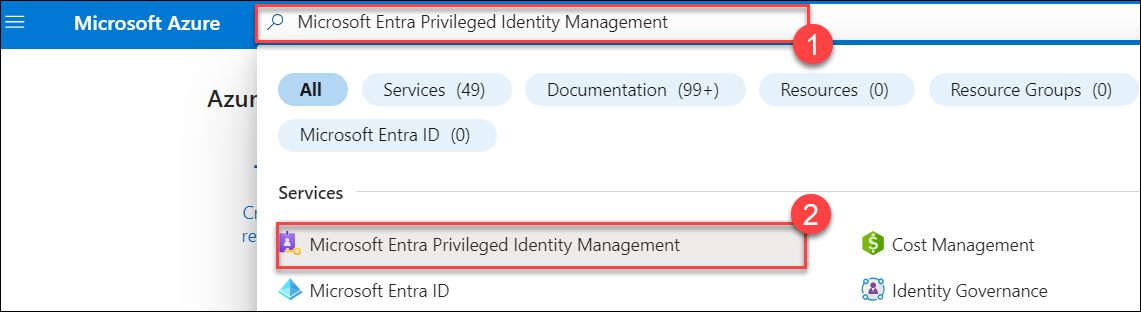 Microsoft Azure
Microsoft Entra Privileged Identity Management
1
Azur
All
Services (49)
Documentation (99+)
Resources (0)
Resource Groups (0)
Microsoft Entra ID (0)
Services
Cr
re
2
Microsoft Entra Privileged Identity Management
Cost Management
Microsoft Entra ID
Identity Governance